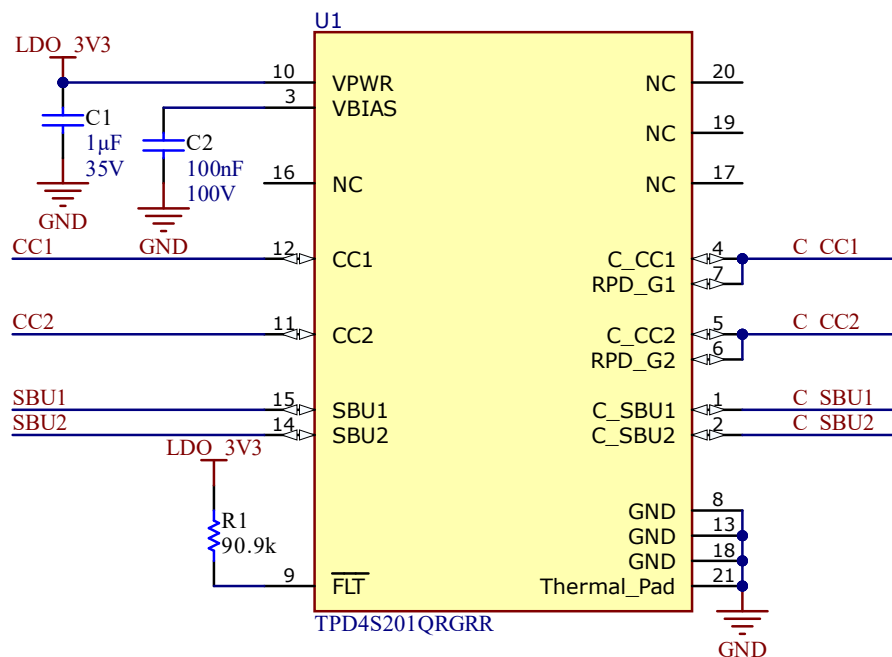 U1
LDO_3V3
10 VPWR NC 20
3 VBIAS
C1
1µF
35V
C2
100nF
100V
NC 19
16 NC NC 17
GND
GND
CC1 12 CC1 C_CC1 4 C_CC1
RPD_G1 7
CC2 11 CC2 C_CC2 5 C_CC2
RPD_G2 6
SBU1 15 SBU1 C_SBU1 1 C_SBU1
SBU2 14 SBU2 C_SBU2 2 C_SBU2
LDO_3V3
R1
90.9k
GND 8
GND 13
GND 18
9 FLT Thermal_Pad 21
TPD4S201QRGRR
GND